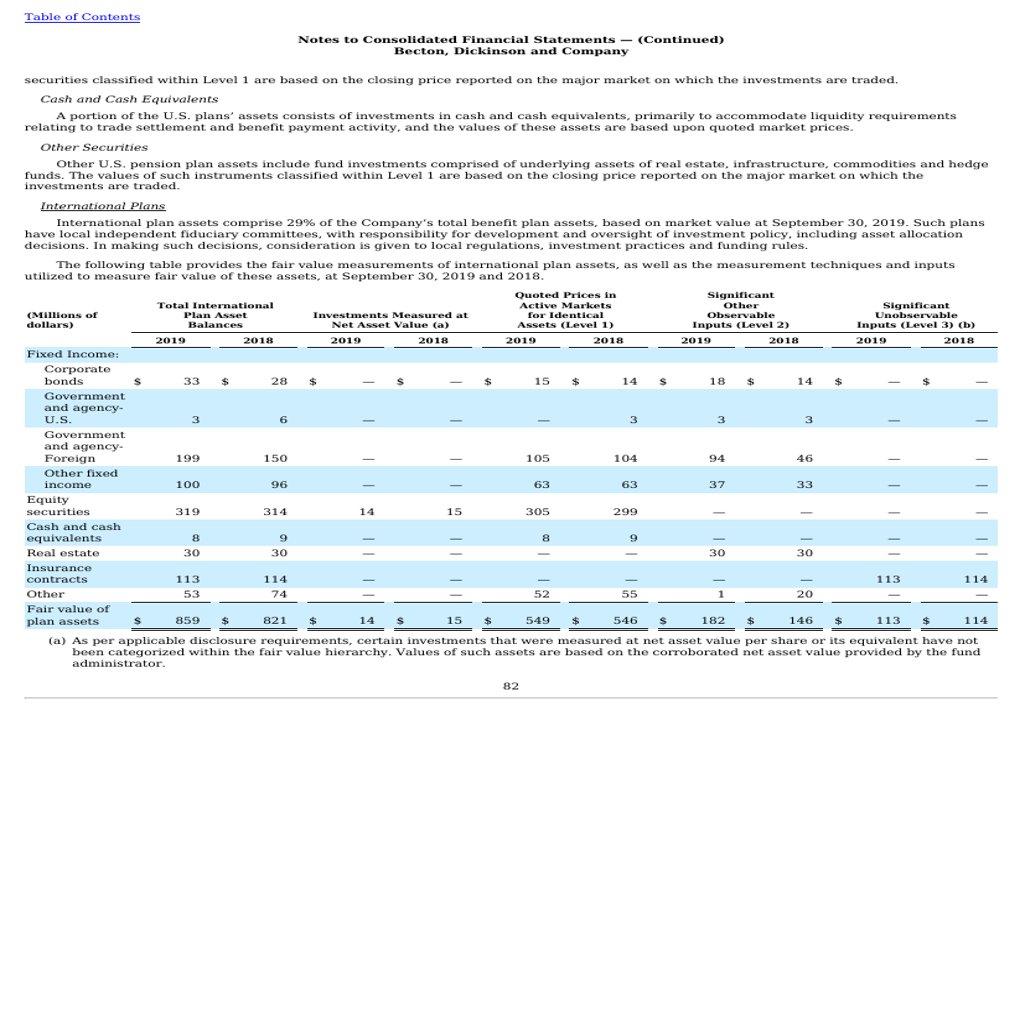 Table of Contents
Notes to Consolidated Financial Statements — (Continued)
Becton, Dickinson and Company
securities classified within Level 1 are based on the closing price reported on the major market on which the investments are traded.
Cash and Cash Equivalents
A portion of the U.S. plans’ assets consists of investments in cash and cash equivalents, primarily to accommodate liquidity requirements
relating to trade settlement and benefit payment activity, and the values of these assets are based upon quoted market prices.
Other Securities
Other U.S. pension plan assets include fund investments comprised of underlying assets of real estate, infrastructure, commodities and hedge
funds. The values of such instruments classified within Level 1 are based on the closing price reported on the major market on which the
investments are traded.
International Plans
International plan assets comprise 29% of the Company’s total benefit plan assets, based on market value at September 30, 2019. Such plans
have local independent fiduciary committees, with responsibility for development and oversight of investment policy, including asset allocation
decisions. In making such decisions, consideration is given to local regulations, investment practices and funding rules.
The following table provides the fair value measurements of international plan assets, as well as the measurement techniques and inputs
utilized to measure fair value of these assets, at September 30, 2019 and 2018.
(Millions of
dollars)
Total International
Plan Asset
Balances
Investments Measured at
Net Asset Value (a)
Quoted Prices in
Active Markets
for Identical
Assets (Level 1)
Significant
Other
Observable
Inputs (Level 2)
Significant
Unobservable
Inputs (Level 3) (b)
2019 2018 2019 2018 2019 2018 2019 2018 2019 2018
Fixed Income:
Corporate
bonds $ 33 $ 28 $ — $ — $ 15 $ 14 $ 18 $ 14 $ — $ —
Government
and agency-
U.S. 3 6 — — — 3 3 3 — —
Government
and agency-
Foreign 199 150 — — 105 104 94 46 — —
Other fixed
income 100 96 — — 63 63 37 33 — —
Equity
securities 319 314 14 15 305 299 — — — —
Cash and cash
equivalents 8 9 — — 8 9 — — — —
Real estate 30 30 — — — — 30 30 — —
Insurance
contracts 113 114 — — — — — — 113 114
Other 53 74 — — 52 55 1 20 — —
Fair value of
plan assets $ 859 $ 821 $ 14 $ 15 $ 549 $ 546 $ 182 $ 146 $ 113 $ 114
(a) As per applicable disclosure requirements, certain investments that were measured at net asset value per share or its equivalent have not
been categorized within the fair value hierarchy. Values of such assets are based on the corroborated net asset value provided by the fund
administrator.
82